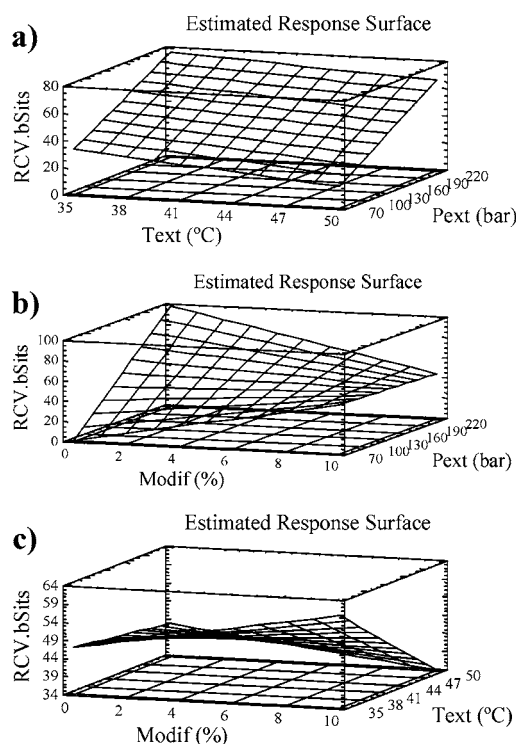 a)
Estimated Response Surface
RCV.bSits
80
60
40
20
0
35 38 41 44 47 50
Text (ºC)
70 100 130 160 190 220
Pext (bar)
b)
Estimated Response Surface
RCV.bSits
100
80
60
40
20
0
0 2 4 6 8 10
Modif (%)
70 100 130 160 190 220
Pext (bar)
c)
Estimated Response Surface
RCV.bSits
64
59
54
49
44
39
34
0 2 4 6 8 10
Modif (%)
35 38 41 44 47 50
Text (ºC)